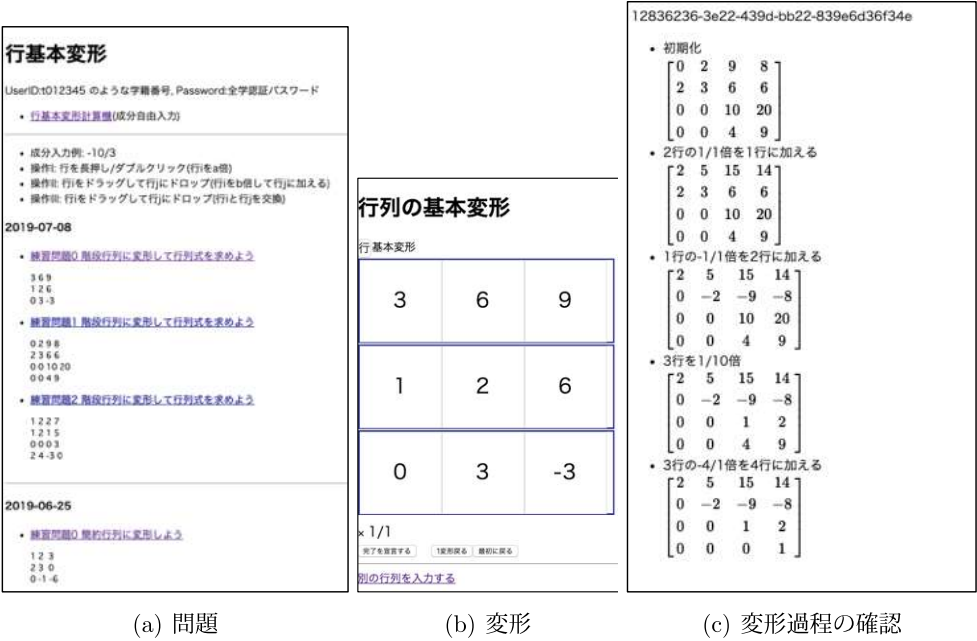 行基本変形
UserID:t012345 のような学籍番号, Password:全学認証パスワード
• 行基本変形計算機(成分自由入力)
• 成分入力例: -10/3
• 操作I: 行を長押し/ダブルクリック(行iをa倍)
• 操作II: 行iをドラッグして行jにドロップ(行iをb倍して行jに加える)
• 操作III: 行iをドラッグして行jにドロップ(行iと行jを交換)
2019-07-08
• 練習問題0 階段行列に変形して行列式を求めよう
3 6 9
1 2 6
0 3 -3
• 練習問題1 階段行列に変形して行列式を求めよう
0 2 9 8
2 3 6 6
0 0 10 20
0 0 4 9
• 練習問題2 階段行列に変形して行列式を求めよう
1 2 2 7
1 2 1 5
0 0 0 3
2 4 -3 0
2019-06-25
• 練習問題0 簡約行列に変形しよう
1 2 3
2 3 0
0 -1 -6
(a) 問題
行列の基本変形
行 基本変形
3 6 9
1 2 6
0 3 -3
× 1/1
完了を宣言する 1変形戻る 最初に戻る
別の行列を入力する
(b) 変形
12836236-3e22-439d-bb22-839e6d36f34e
• 初期化
0 2 9 8
2 3 6 6
0 0 10 20
0 0 4 9
• 2行の1/1倍を1行に加える
2 5 15 14
2 3 6 6
0 0 10 20
0 0 4 9
• 1行の-1/1倍を2行に加える
2 5 15 14
0 −2 −9 −8
0 0 10 20
0 0 4 9
• 3行を1/10倍
2 5 15 14
0 −2 −9 −8
0 0 1 2
0 0 4 9
• 3行の-4/1倍を4行に加える
2 5 15 14
0 −2 −9 −8
0 0 1 2
0 0 0 1
(c) 変形過程の確認